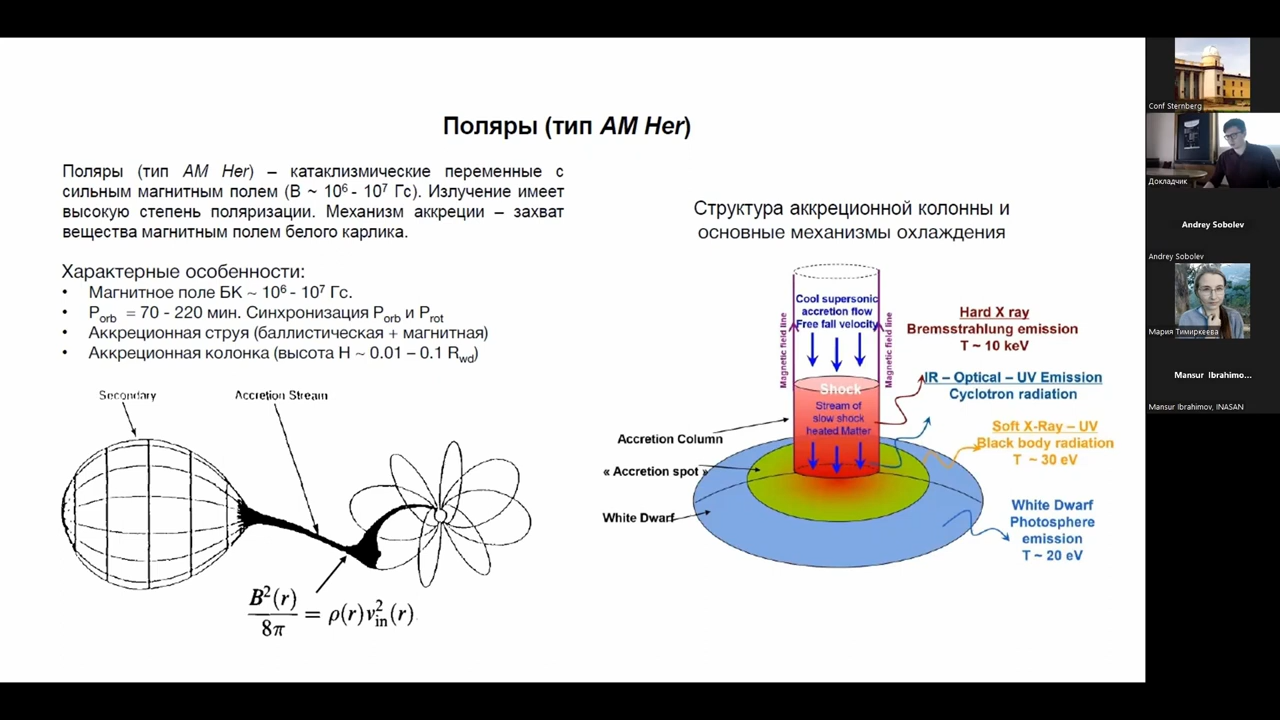 Поляры (тип AM Her)
Поляры (тип AM Her) – катаклизмические переменные с
сильным магнитным полем (B ~ 10⁶ - 10⁷ Гс). Излучение имеет
высокую степень поляризации. Механизм аккреции – захват
вещества магнитным полем белого карлика.
Характерные особенности:
• Магнитное поле БК ~ 10⁶ - 10⁷ Гс.
• P_orb = 70 - 220 мин. Синхронизация P_orb и P_rot
• Аккреционная струя (баллистическая + магнитная)
• Аккреционная колонка (высота H ~ 0.01 – 0.1 R_wd)
Secondary
Accretion Stream
B²(r)/8π = ρ(r)v²_in(r)
Структура аккреционной колонны и
основные механизмы охлаждения
Cool supersonic
accretion flow
Free fall velocity
Magnetic field line
Magnetic field line
Shock
Stream of
slow shock
heated Matter
Accretion Column
« Accretion spot »
White Dwarf
Hard X ray
Bremsstrahlung emission
T ~ 10 keV
IR – Optical – UV Emission
Cyclotron radiation
Soft X-Ray – UV
Black body radiation
T ~ 30 eV
White Dwarf
Photosphere
emission
T ~ 20 eV
Conf Sternberg
Докладчик
Andrey Sobolev
Andrey Sobolev
Мария Тимиркеева
Mansur Ibrahimo...
Mansur Ibrahimov, INASAN